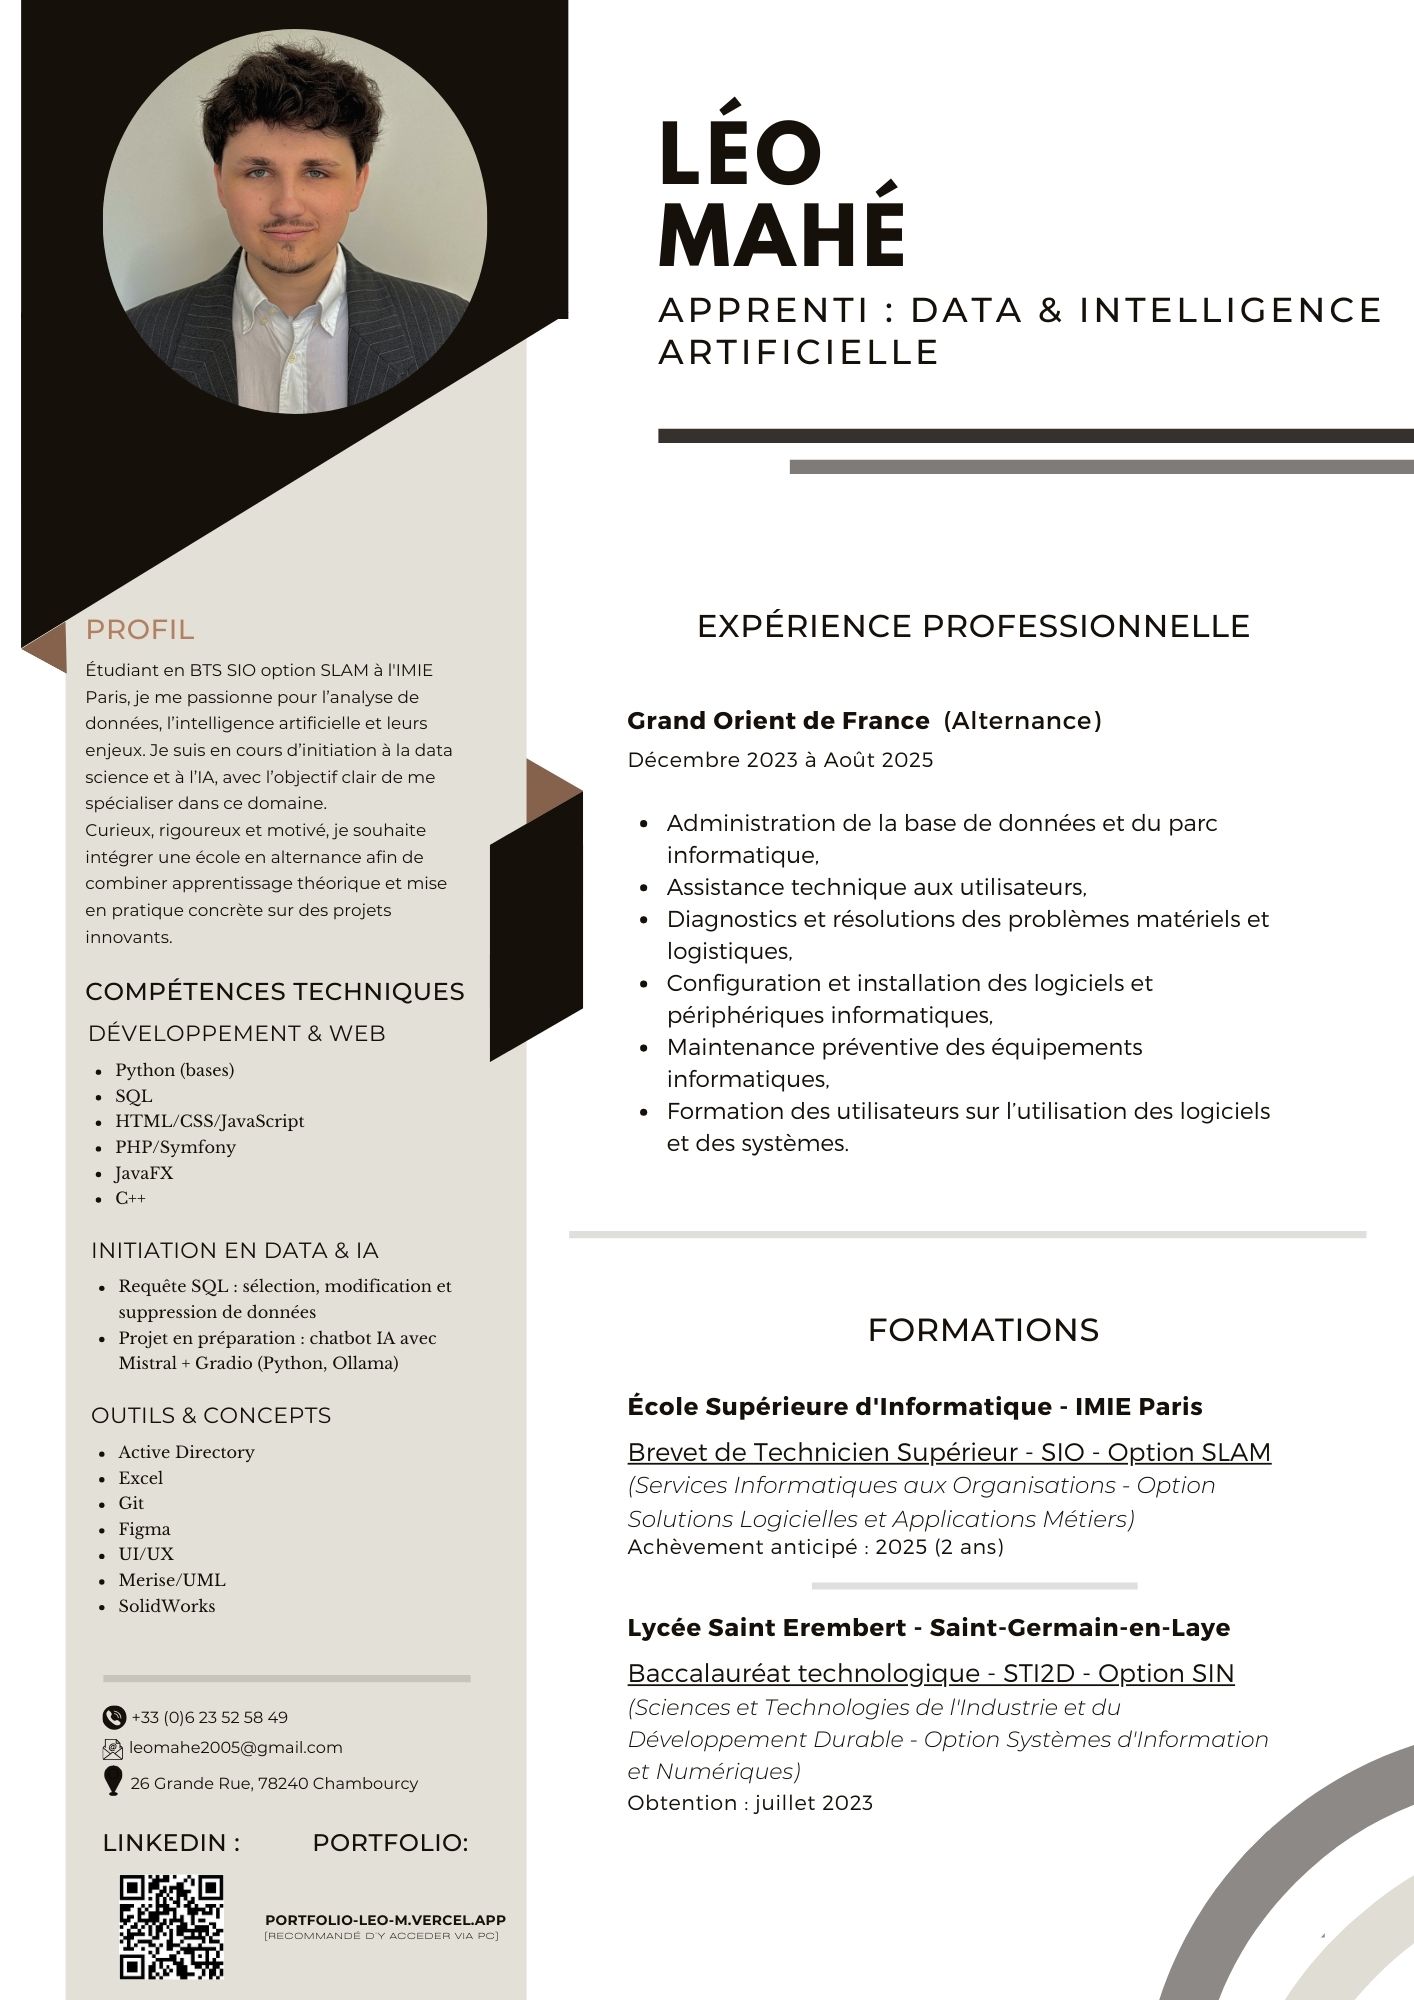 LÉO
MAHÉ
APPRENTI : DATA & INTELLIGENCE
ARTIFICIELLE
PROFIL
Étudiant en BTS SIO option SLAM à l'IMIE
Paris, je me passionne pour l’analyse de
données, l’intelligence artificielle et leurs
enjeux. Je suis en cours d’initiation à la data
science et à l’IA, avec l’objectif clair de me
spécialiser dans ce domaine.
Curieux, rigoureux et motivé, je souhaite
intégrer une école en alternance afin de
combiner apprentissage théorique et mise
en pratique concrète sur des projets
innovants.
COMPÉTENCES TECHNIQUES
DÉVELOPPEMENT & WEB
• Python (bases)
• SQL
• HTML/CSS/JavaScript
• PHP/Symfony
• JavaFX
• C++
INITIATION EN DATA & IA
• Requête SQL : sélection, modification et
suppression de données
• Projet en préparation : chatbot IA avec
Mistral + Gradio (Python, Ollama)
OUTILS & CONCEPTS
• Active Directory
• Excel
• Git
• Figma
• UI/UX
• Merise/UML
• SolidWorks
+33 (0)6 23 52 58 49
leomahe2005@gmail.com
26 Grande Rue, 78240 Chambourcy
LINKEDIN :
PORTFOLIO:
PORTFOLIO-LEO-M.VERCEL.APP
(RECOMMANDÉ D'Y ACCEDER VIA PC)
EXPÉRIENCE PROFESSIONNELLE
Grand Orient de France (Alternance)
Décembre 2023 à Août 2025
• Administration de la base de données et du parc
informatique,
• Assistance technique aux utilisateurs,
• Diagnostics et résolutions des problèmes matériels et
logistiques,
• Configuration et installation des logiciels et
périphériques informatiques,
• Maintenance préventive des équipements
informatiques,
• Formation des utilisateurs sur l’utilisation des logiciels
et des systèmes.
FORMATIONS
École Supérieure d'Informatique - IMIE Paris
Brevet de Technicien Supérieur - SIO - Option SLAM
(Services Informatiques aux Organisations - Option
Solutions Logicielles et Applications Métiers)
Achèvement anticipé : 2025 (2 ans)
Lycée Saint Erembert - Saint-Germain-en-Laye
Baccalauréat technologique - STI2D - Option SIN
(Sciences et Technologies de l'Industrie et du
Développement Durable - Option Systèmes d'Information
et Numériques)
Obtention : juillet 2023